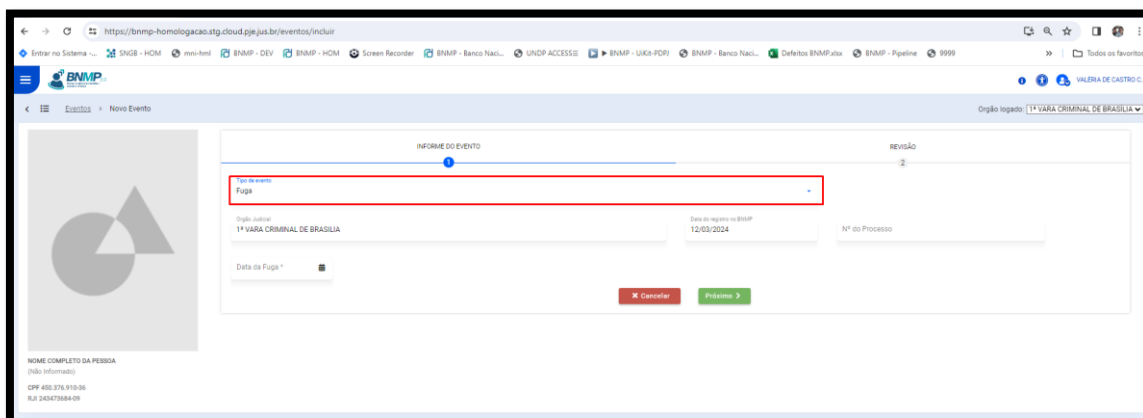 https://bnmp-homologacao.stg.cloud.pje.jus.br/eventos/incluir
Entrar no Sistema -... SNGB - HOM mni-hml BNMP - DEV BNMP - HOM Screen Recorder BNMP - Banco Naci... UNDP ACCESS BNMP - UiKit-PDPJ BNMP - Banco Naci... Defeitos BNMP.xlsx BNMP - Pipeline 9999 » Todos os favoritos
BNMP
VALÉRIA DE CASTRO C.
Eventos > Novo Evento
Orgão logado: 1ª VARA CRIMINAL DE BRASÍLIA
INFORME DO EVENTO
REVISÃO
1
2
Tipo de evento
Fuga
Orgão Judicial
Data do registro no BNMP
1ª VARA CRIMINAL DE BRASILIA
12/03/2024
Nº do Processo
Data da Fuga *
Cancelar
Próximo >
NOME COMPLETO DA PESSOA
(Não Informado)
CPF 450.376.910-36
RJI 243473684-09